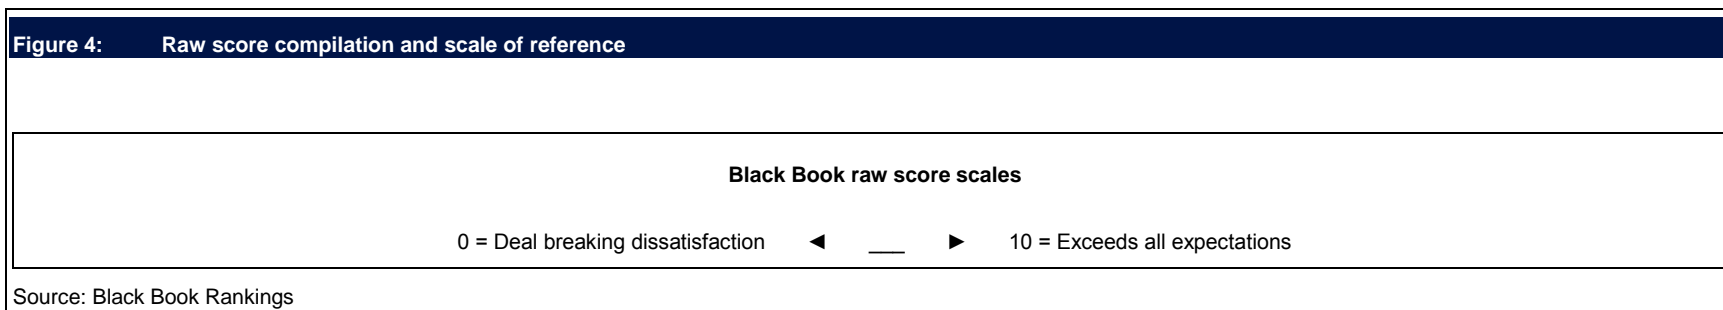 Figure 4: Raw score compilation and scale of reference
Black Book raw score scales
0 = Deal breaking dissatisfaction ◄ ___ ► 10 = Exceeds all expectations
Source: Black Book Rankings